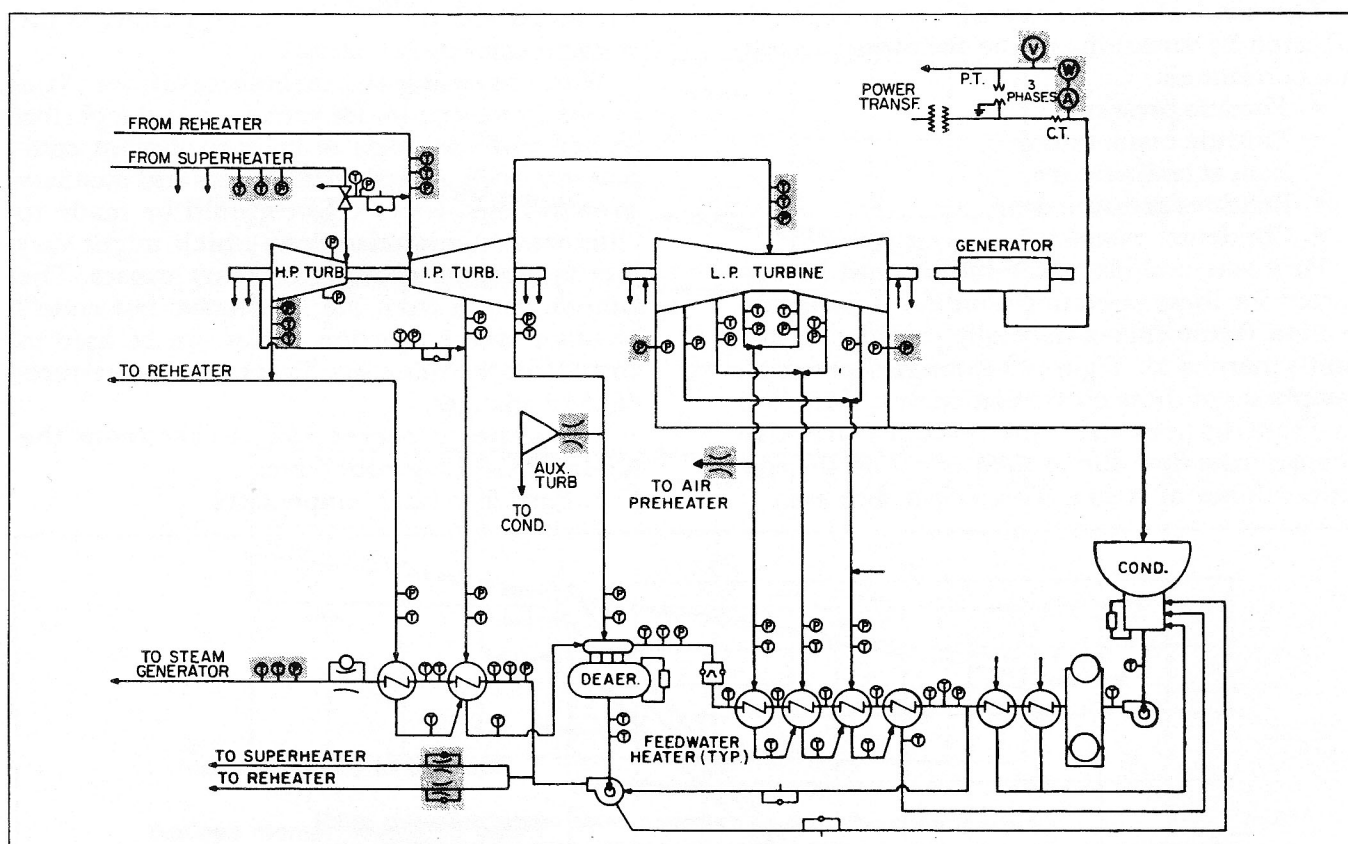 V
P.T.
W
3
PHASES
A
POWER
TRANSF.
C.T.
FROM REHEATER
FROM SUPERHEATER
T
T
P
T
P
T
T
P
T
T
P
P
H.P. TURB.
I.P. TURB.
L.P. TURBINE
GENERATOR
P
P
T
T
T
P
P
T
P
T
T
P
P
T
P
T
P
P
P
T
P
P
P
P
TO REHEATER
AUX.
TURB
TO
COND.
TO AIR
PREHEATER
COND.
P
T
P
T
P
T
P
T
P
T
T
TO STEAM
GENERATOR
T
T
P
T
T
T
T
P
T
T
P
DEAER.
T
T
T
T
T
T
P
T
T
T
T
T
T
T
T
T
FEEDWATER
HEATER (TYP.)
TO SUPERHEATER
TO REHEATER